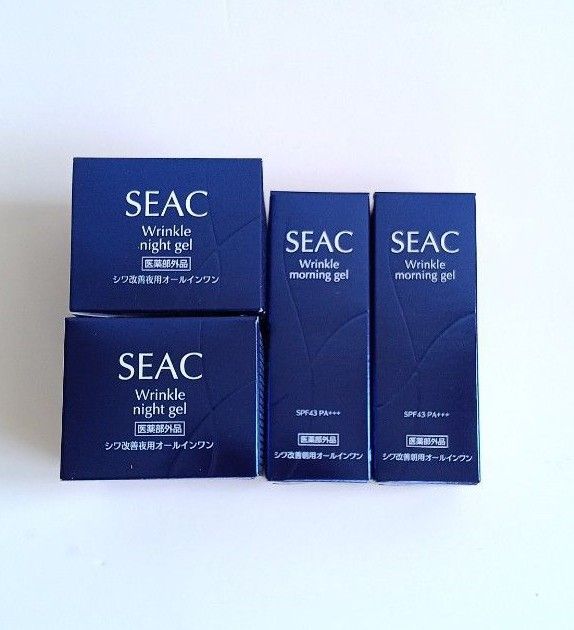 SEAC
Wrinkle
night gel
医薬部外品
シワ改善夜用オールインワン
SEAC
Wrinkle
night gel
医薬部外品
シワ改善夜用オールインワン
SEAC
Wrinkle
morning gel
SPF43 PA+++
医薬部外品
シワ改善朝用オールインワン
SEAC
Wrinkle
morning gel
SPF43 PA+++
医薬部外品
シワ改善朝用オールインワン